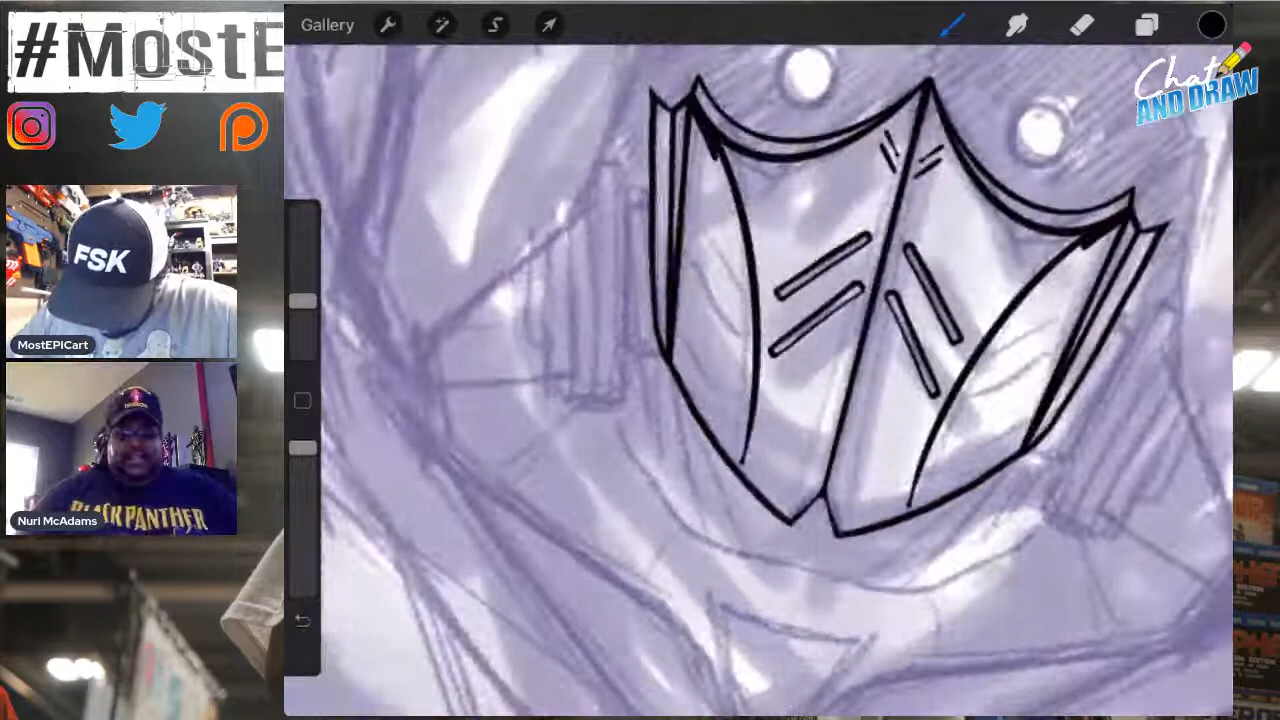 #MostE
Gallery
Chat
AND DRAW
FSK
MostEPICart
BLACK PANTHER
Nuri McAdams